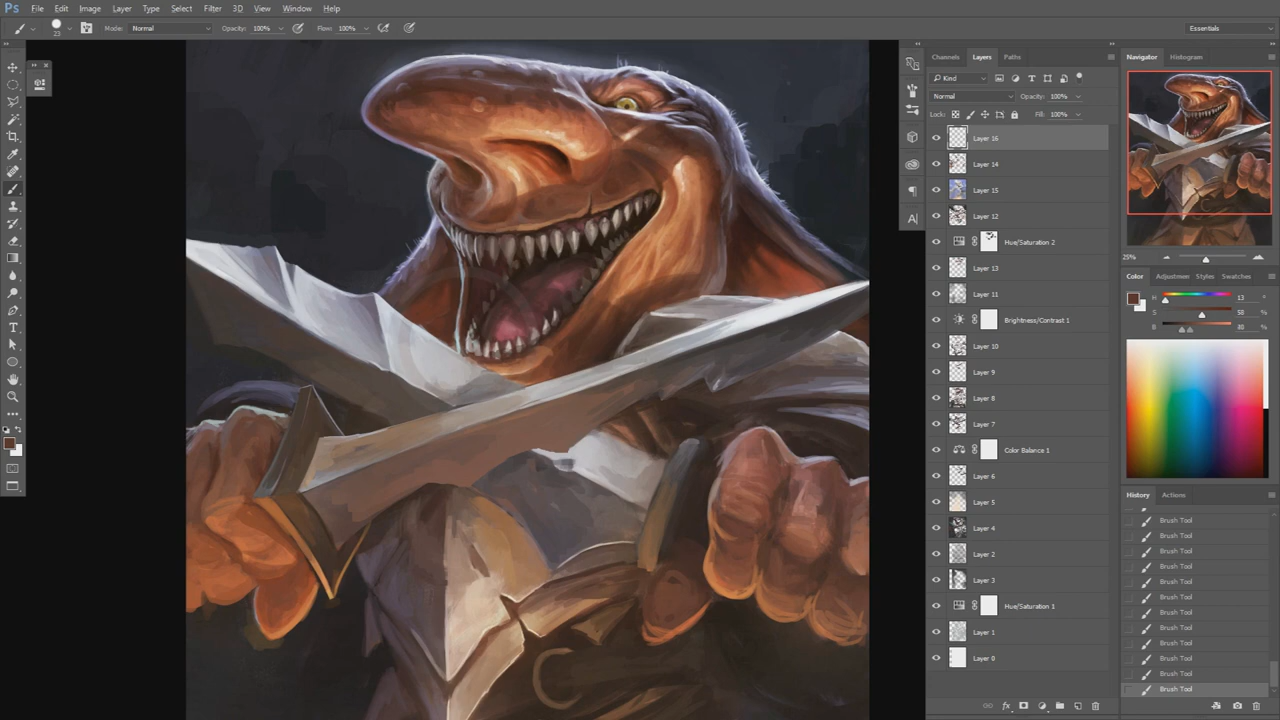 Ps File Edit Image Layer Type Select Filter 3D View Window Help
23 Mode: Normal Opacity: 100% Flow: 100% Essentials
Channels Layers Paths
Kind
Normal Opacity: 100%
Lock: Fill: 100%
Layer 16
Layer 14
Layer 15
Layer 12
Hue/Saturation 2
Layer 13
Layer 11
Brightness/Contrast 1
Layer 10
Layer 9
Layer 8
Layer 7
Color Balance 1
Layer 6
Layer 5
Layer 4
Layer 2
Layer 3
Hue/Saturation 1
Layer 1
Layer 0
fx
Navigator Histogram
25%
Color Adjustmen Styles Swatches
H 13 °
S 58 %
B %
History Actions
Brush Tool
Brush Tool
Brush Tool
Brush Tool
Brush Tool
Brush Tool
Brush Tool
Brush Tool
Brush Tool
Brush Tool
Brush Tool
Brush Tool